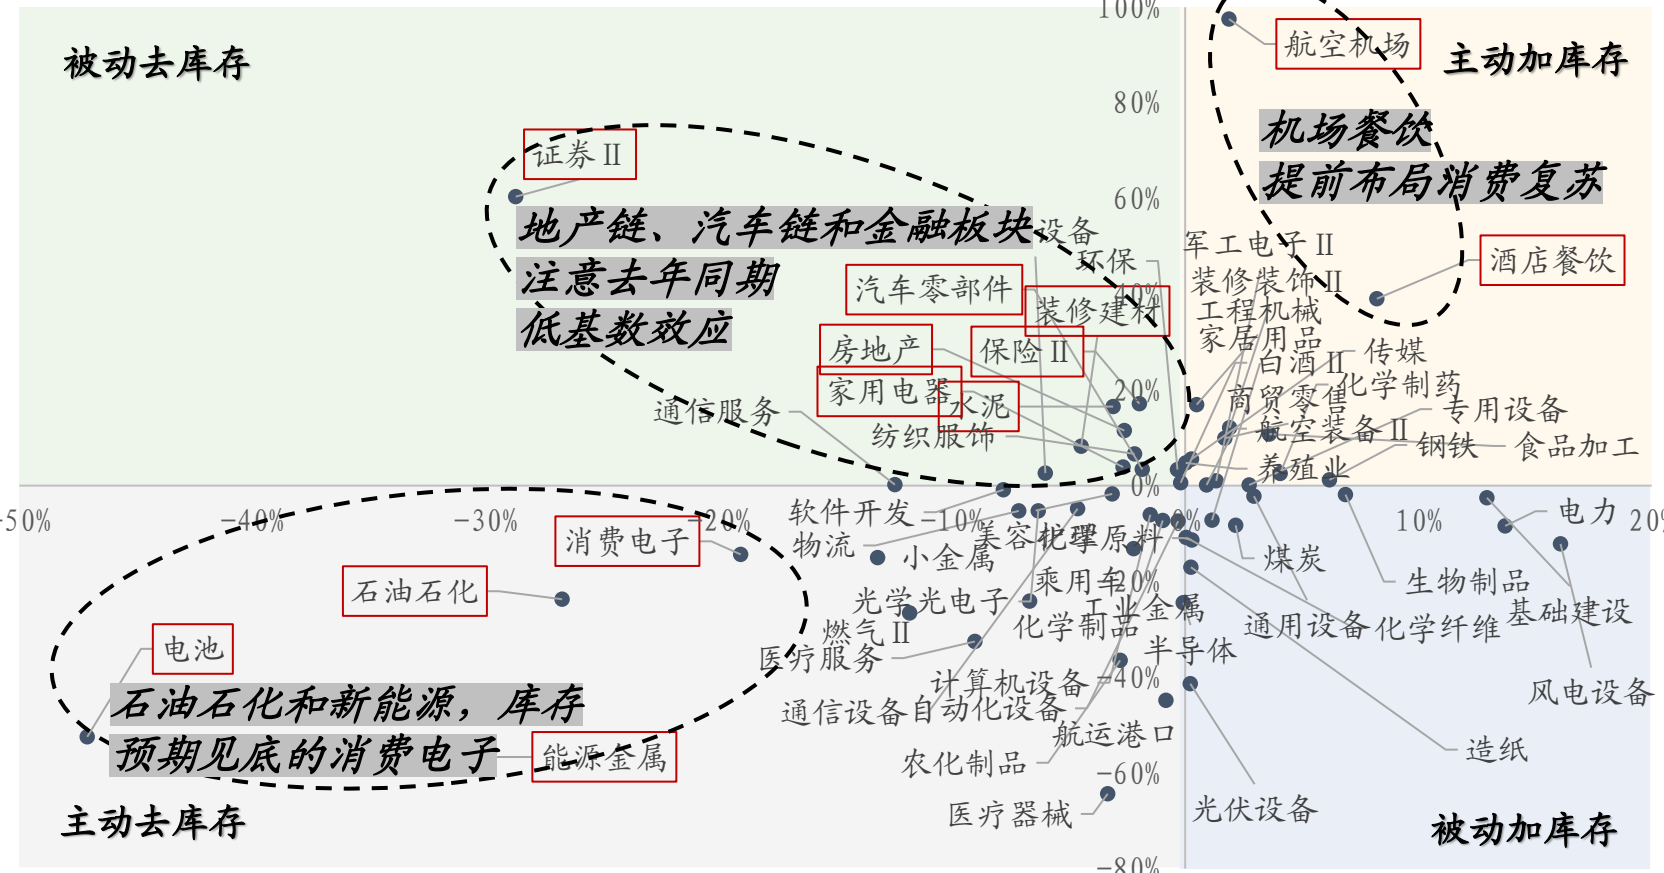 100%
被动去库存
航空机场
主动加库存
80%
机场餐饮
证券Ⅱ
提前布局消费复苏
60%
地产链、汽车链和金融板块
设备
军工电子Ⅱ
环保
酒店餐饮
注意去年同期
装修装饰Ⅱ
汽车零部件
40%
装修建材
工程机械
低基数效应
家居用品
房地产
保险Ⅱ
白酒Ⅱ
传媒
家用电器
20%
化学制药
水泥
商贸零售
通信服务
专用设备
纺织服饰
航空装备Ⅱ
钢铁
食品加工
养殖业
0%
软件开发
-50%
-40%
-30%
-20%
-10%
0%
10%
20%
电力
消费电子
美容护理
化学原料
物流
小金属
煤炭
石油石化
乘用车
-20%
生物制品
光学光电子
工业金属
基础建设
燃气Ⅱ
化学制品
通用设备
化学纤维
电池
医疗服务
半导体
计算机设备
-40%
风电设备
石油石化和新能源，库存
通信设备
自动化设备
航运港口
预期见底的消费电子
能源金属
造纸
农化制品
-60%
医疗器械
光伏设备
主动去库存
被动加库存
-80%